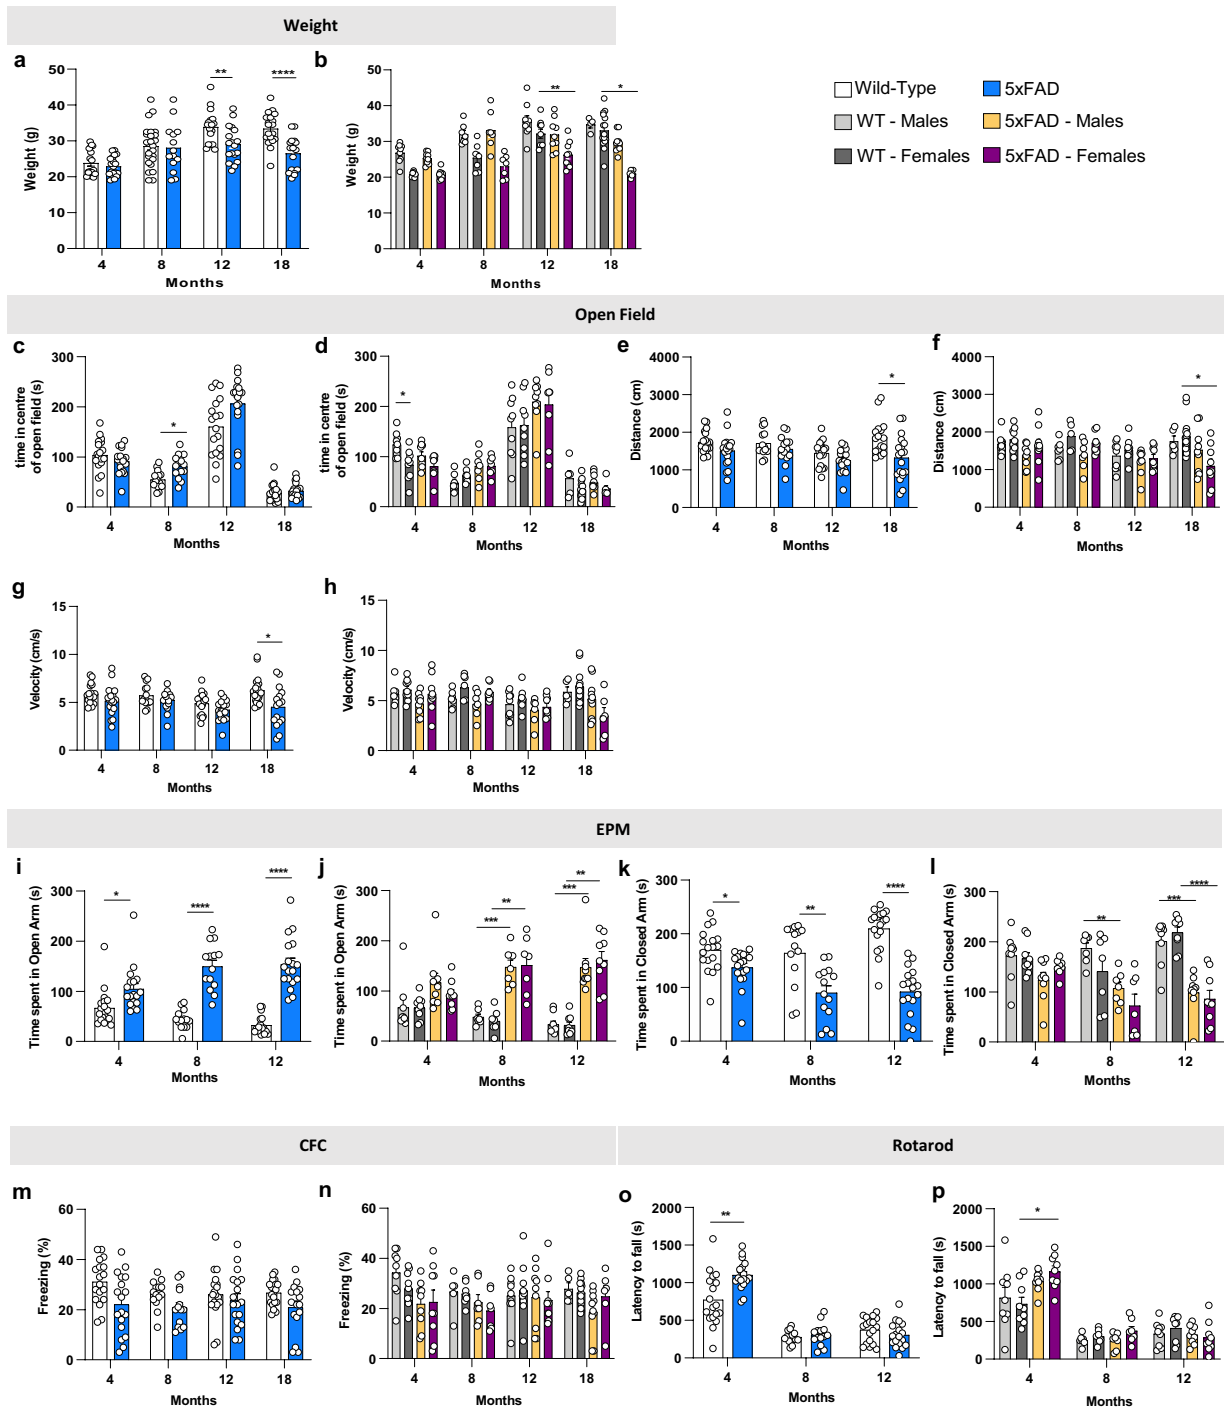 Weight
a
b
Wild-Type
5xFAD
WT - Males
5xFAD - Males
WT - Females
5xFAD - Females
Weight (g)
50
40
30
20
10
0
**
****
4
8
12
18
Months
Weight (g)
50
40
30
20
10
0
**
*
4
8
12
18
Months
Open Field
c
time in centre
of open field (s)
300
200
100
0
*
4
8
12
18
Months
d
time in centre
of open field (s)
300
200
100
0
*
4
8
12
18
Months
e
Distance (cm)
4000
3000
2000
1000
0
*
4
8
12
18
Months
f
Distance (cm)
4000
3000
2000
1000
0
*
4
8
12
18
Months
g
Velocity (cm/s)
15
10
5
0
*
4
8
12
18
Months
h
Velocity (cm/s)
15
10
5
0
4
8
12
18
Months
EPM
i
Time spent in Open Arm (s)
300
200
100
0
*
****
****
4
8
12
Months
j
Time spent in Open Arm (s)
300
200
100
0
***
**
***
**
4
8
12
Months
k
Time spent in Closed Arm (s)
300
200
100
0
*
**
****
4
8
12
Months
l
Time spent in Closed Arm (s)
300
200
100
0
**
***
****
4
8
12
Months
CFC
Rotarod
m
Freezing (%)
60
40
20
0
4
8
12
18
Months
n
Freezing (%)
60
40
20
0
4
8
12
18
Months
o
Latency to fall (s)
2000
1500
1000
500
0
**
4
8
12
Months
p
Latency to fall (s)
2000
1500
1000
500
0
*
4
8
12
Months